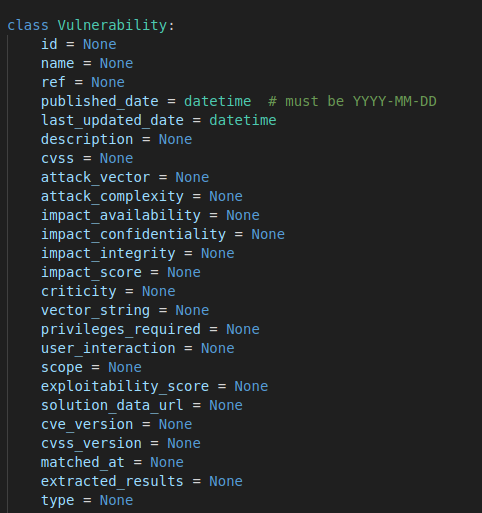 class Vulnerability:
    id = None
    name = None
    ref = None
    published_date = datetime  # must be YYYY-MM-DD
    last_updated_date = datetime
    description = None
    cvss = None
    attack_vector = None
    attack_complexity = None
    impact_availability = None
    impact_confidentiality = None
    impact_integrity = None
    impact_score = None
    criticity = None
    vector_string = None
    privileges_required = None
    user_interaction = None
    scope = None
    exploitability_score = None
    solution_data_url = None
    cve_version = None
    cvss_version = None
    matched_at = None
    extracted_results = None
    type = None